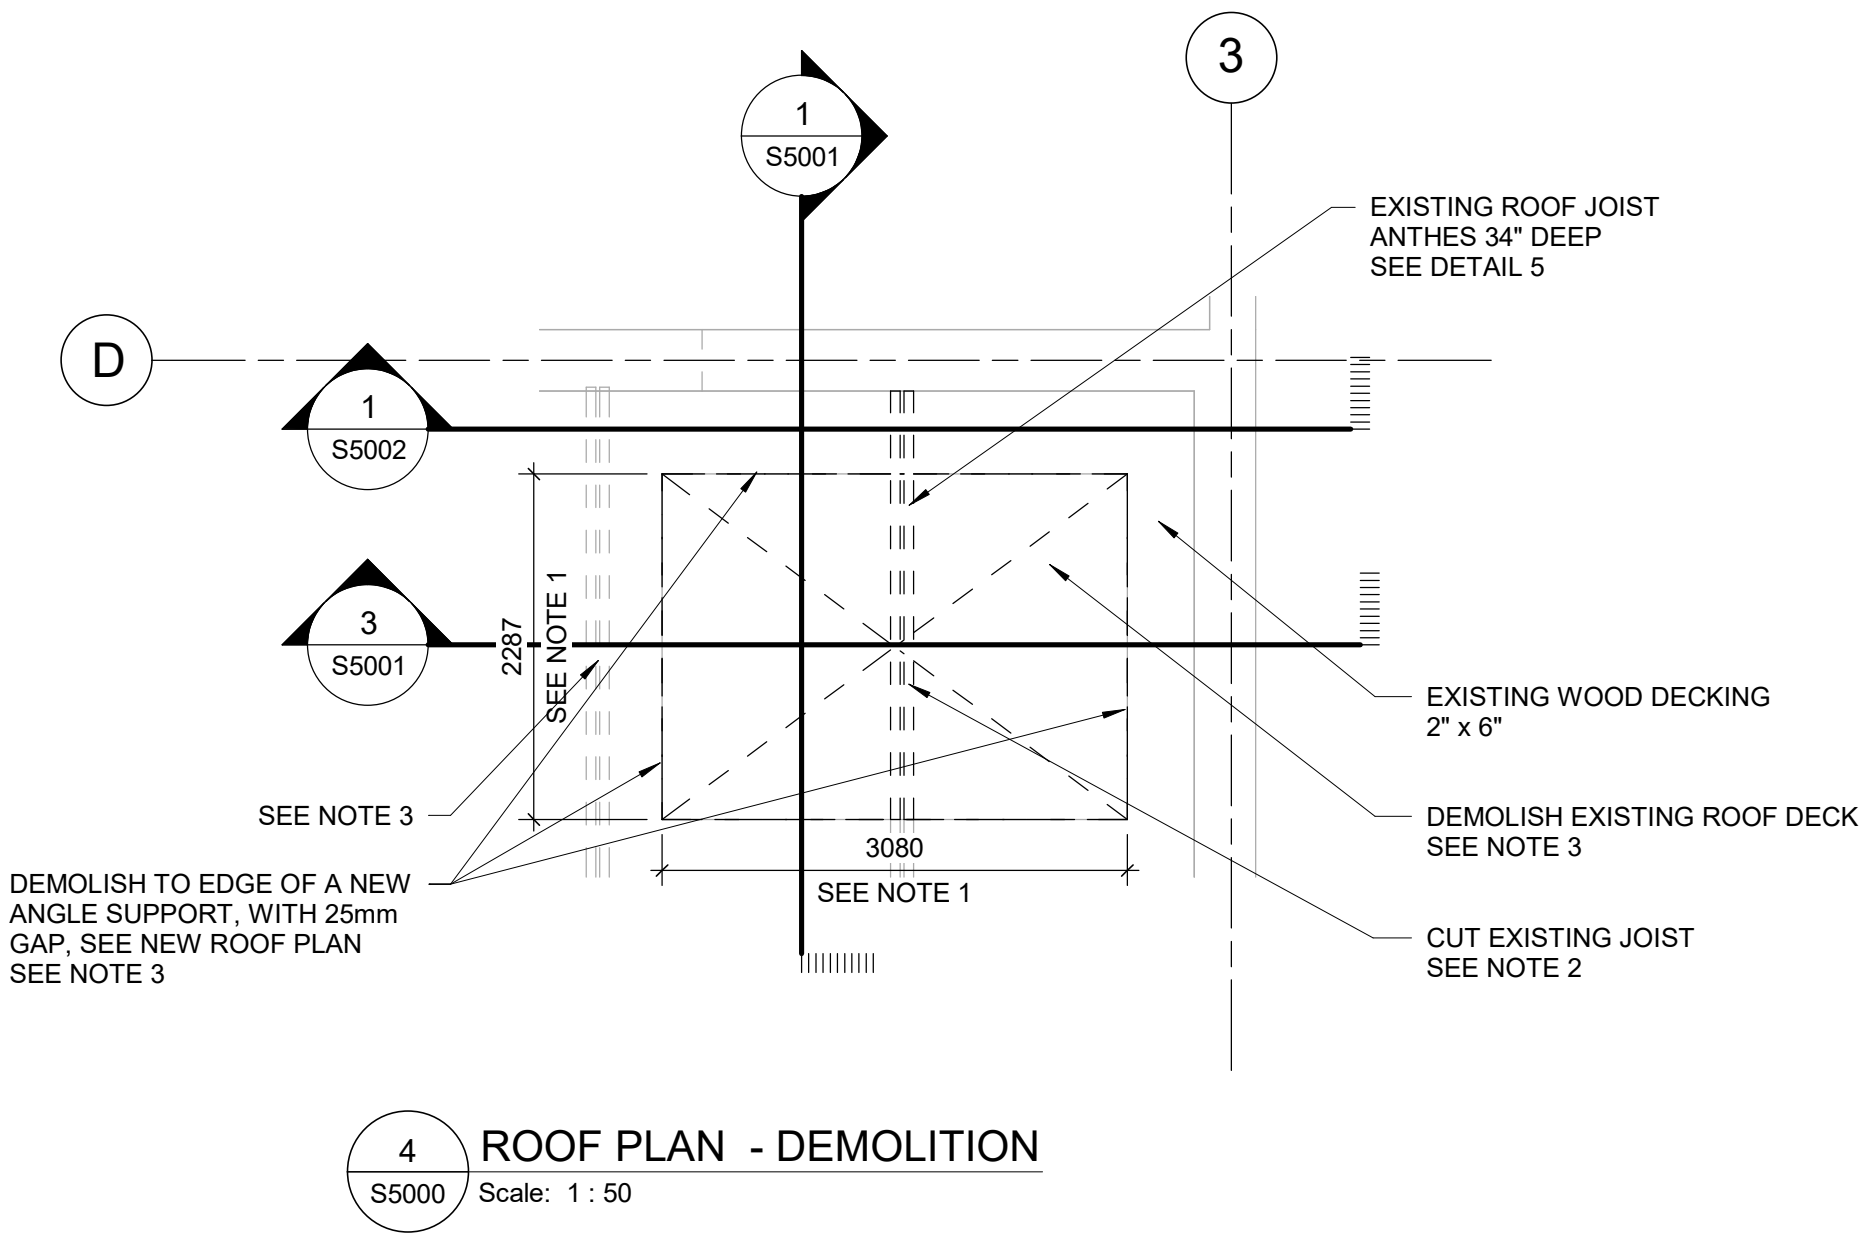 3
1
S5001
EXISTING ROOF JOIST
ANTHES 34" DEEP
SEE DETAIL 5
D
1
S5002
3
S5001
2287
SEE NOTE 1
EXISTING WOOD DECKING
2" x 6"
SEE NOTE 3
DEMOLISH EXISTING ROOF DECK
SEE NOTE 3
3080
SEE NOTE 1
DEMOLISH TO EDGE OF A NEW
ANGLE SUPPORT, WITH 25mm
GAP, SEE NEW ROOF PLAN
SEE NOTE 3
CUT EXISTING JOIST
SEE NOTE 2
4
S5000
ROOF PLAN - DEMOLITION
Scale: 1 : 50